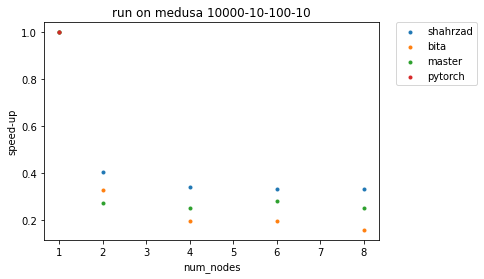 run on medusa 10000-10-100-10
shahrzad
bita
master
pytorch
speed-up
1.0
0.8
0.6
0.4
0.2
1 2 3 4 5 6 7 8
num_nodes